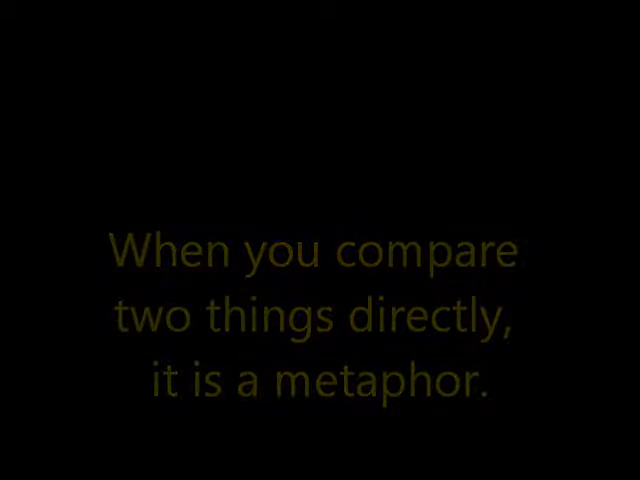 When you compare
two things directly,
it is a metaphor.